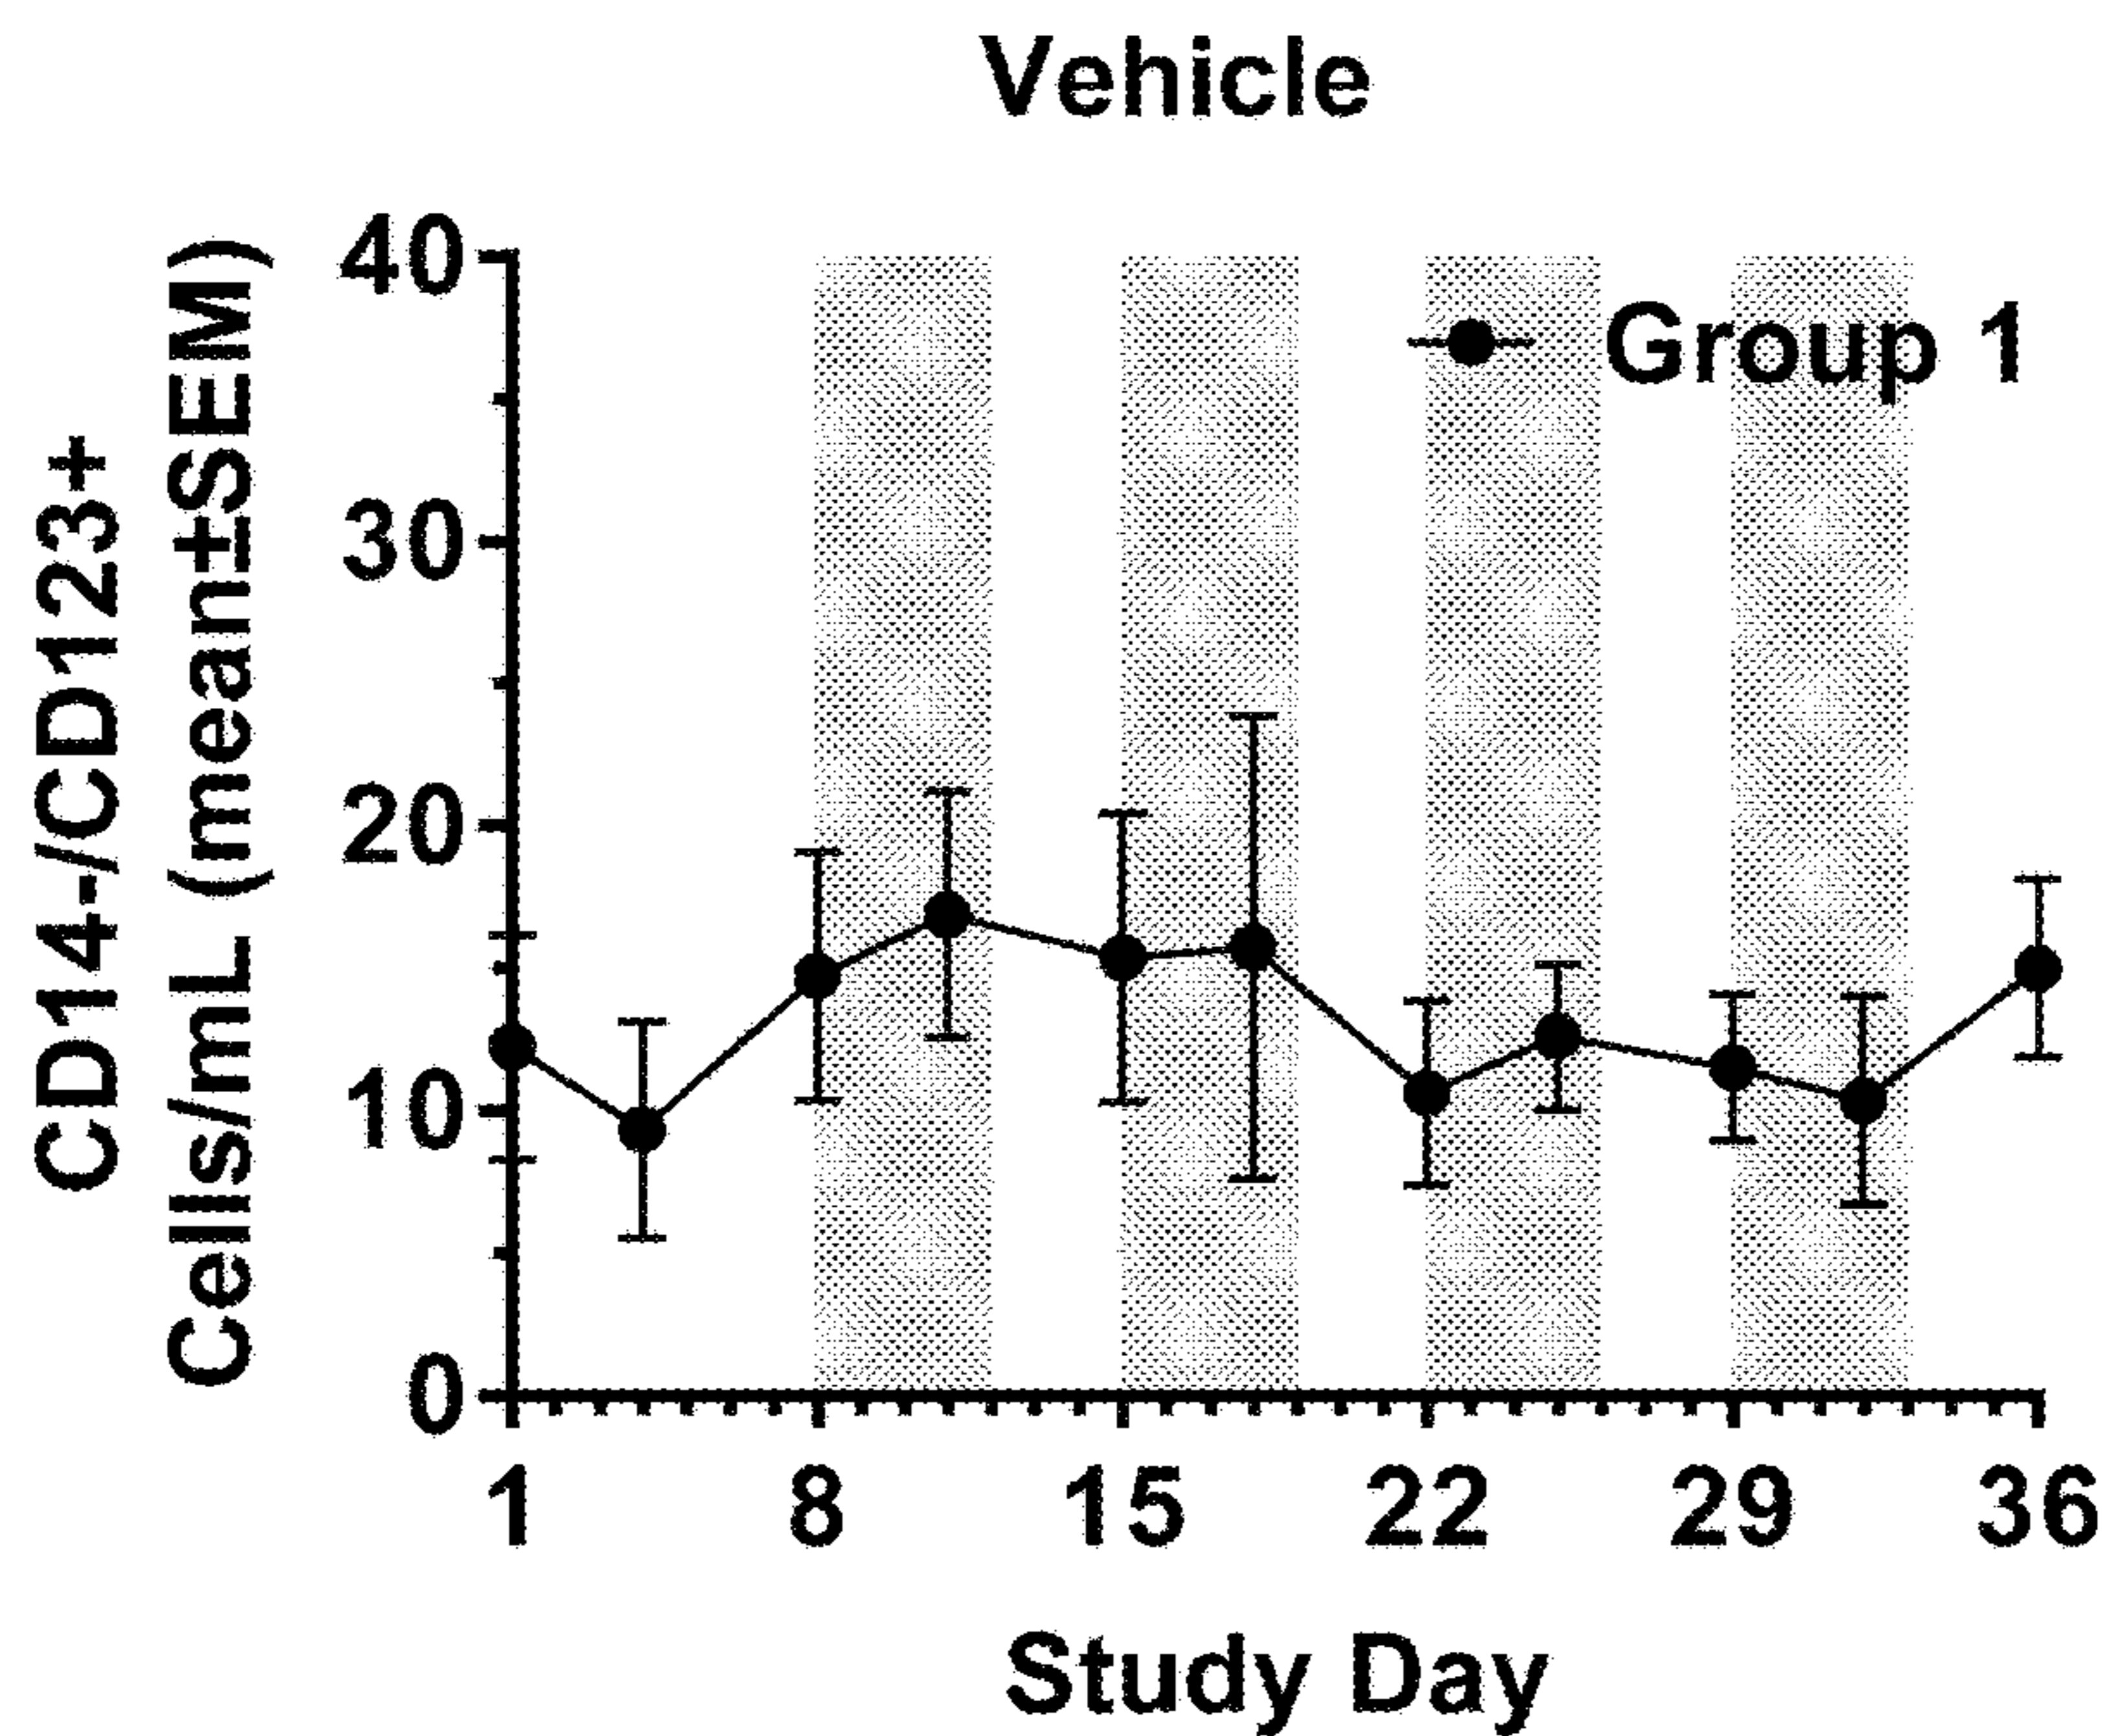 Vehicle
CD14-/CD123+
Cells/mL (mean±SEM)
40
30
20
10
0
Group 1
1 8 15 22 29 36
Study Day